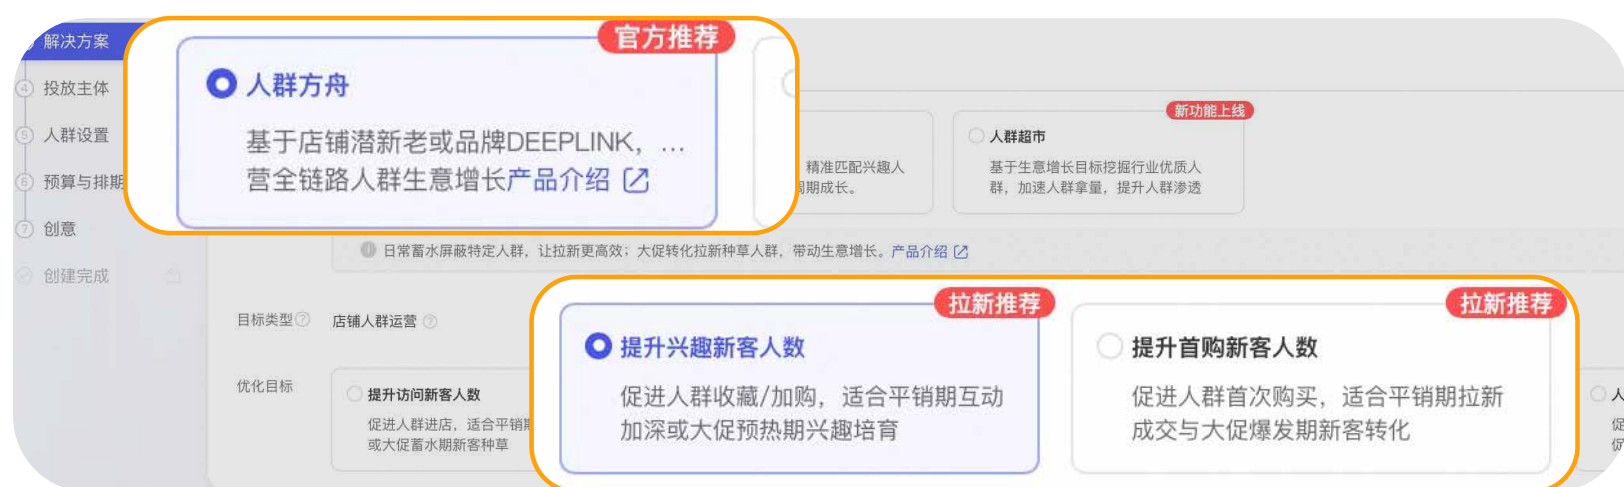 解决方案
④ 投放主体
⑤ 人群设置
⑥ 预算与排期
⑦ 创意
创建完成
官方推荐
人群方舟
基于店铺潜新老或品牌DEEPLINK, ...
营全链路人群生意增长产品介绍
精准匹配兴趣人
周期成长。
新功能上线
人群超市
基于生意增长目标挖掘行业优质人
群，加速人群拿量，提升人群渗透
日常蓄水屏蔽特定人群，让拉新更高效；大促转化拉新种草人群，带动生意增长。产品介绍
目标类型 店铺人群运营
优化目标
提升访问新客人数
促进人群进店，适合平销期
或大促蓄水期新客种草
拉新推荐
提升兴趣新客人数
促进人群收藏/加购，适合平销期互动
加深或大促预热期兴趣培育
拉新推荐
提升首购新客人数
促进人群首次购买，适合平销期拉新
成交与大促爆发期新客转化
人
促